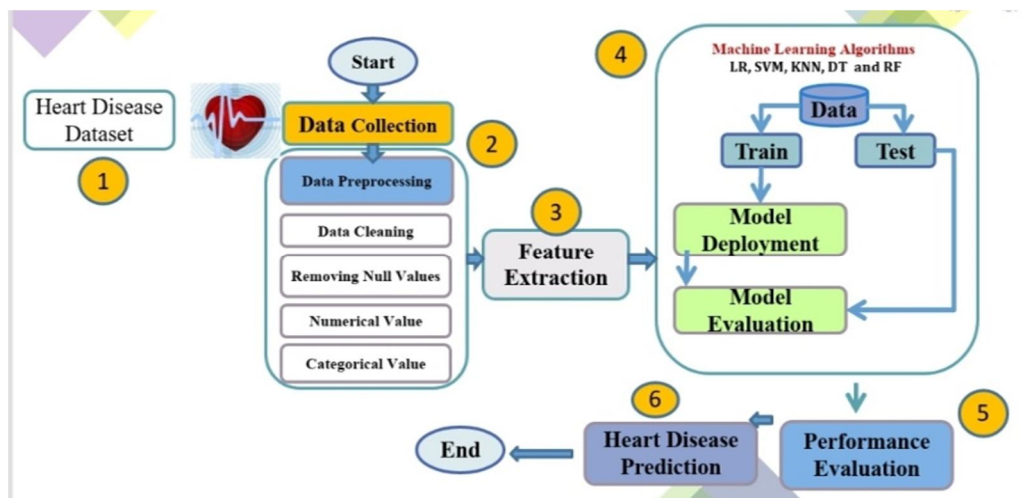 Start
Heart Disease
Dataset
1
Data Collection
2
Data Preprocessing
Data Cleaning
Removing Null Values
Numerical Value
Categorical Value
3
Feature
Extraction
4
Machine Learning Algorithms
LR, SVM, KNN, DT and RF
Data
Train
Test
Model
Deployment
Model
Evaluation
5
Performance
Evaluation
6
Heart Disease
Prediction
End